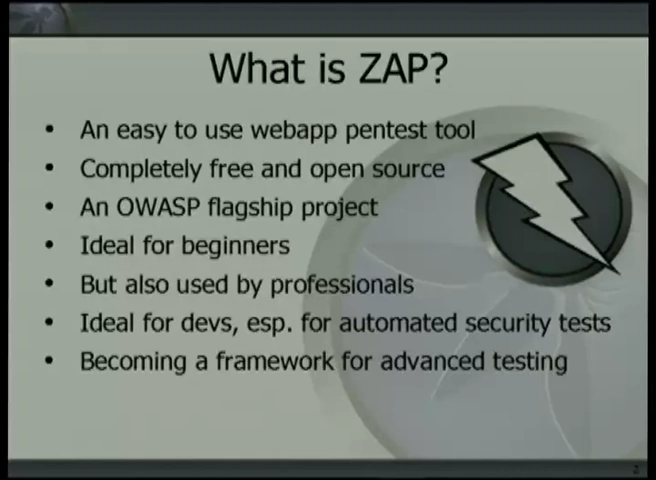 What is ZAP?
• An easy to use webapp pentest tool
• Completely free and open source
• An OWASP flagship project
• Ideal for beginners
• But also used by professionals
• Ideal for devs, esp. for automated security tests
• Becoming a framework for advanced testing
2